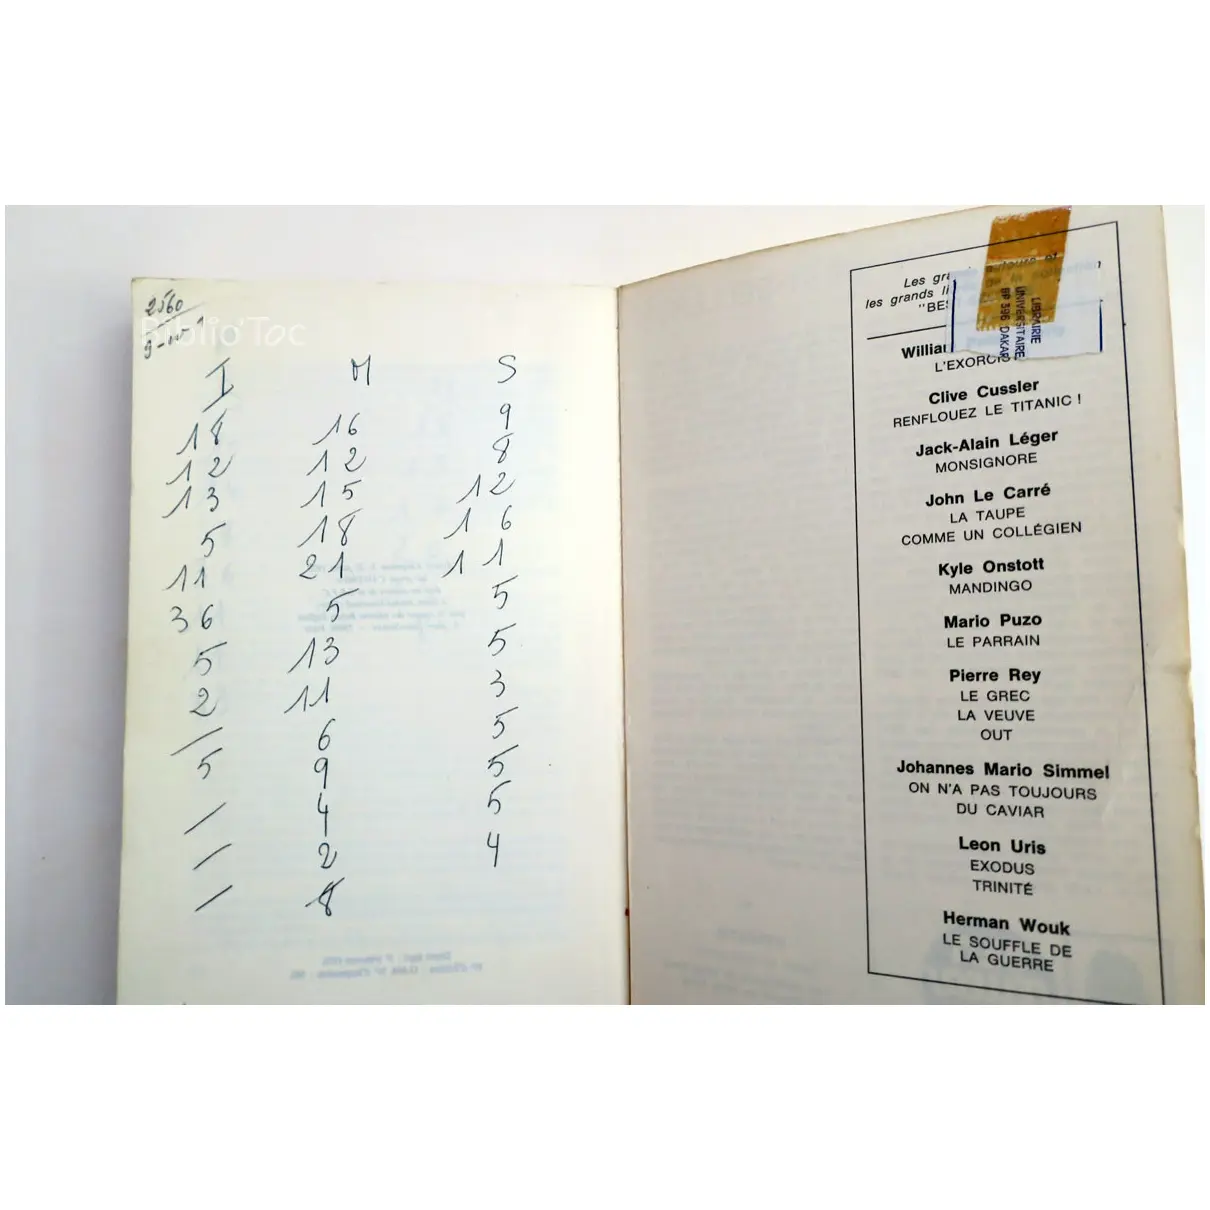 2560
Biblio'Toc
I M S
18 16 9
12 12 8
13 15 12
5 18 16
11 21 11
36 5 5
5 13 5
2 11 3
— 6 5
5 9 5
/ 4 5
/ 2 4
/ 8
Les
les grands
"BES
LIBRAIRIE
UNIVERSITAIRE
BP 396 DAKAR
L'EXORCIS
Clive Cussler
RENFLOUEZ LE TITANIC !
Jack-Alain Léger
MONSIGNORE
John Le Carré
LA TAUPE
COMME UN COLLÉGIEN
Kyle Onstott
MANDINGO
Mario Puzo
LE PARRAIN
Pierre Rey
LE GREC
LA VEUVE
OUT
Johannes Mario Simmel
ON N'A PAS TOUJOURS
DU CAVIAR
Leon Uris
EXODUS
TRINITÉ
Herman Wouk
LE SOUFFLE DE
LA GUERRE